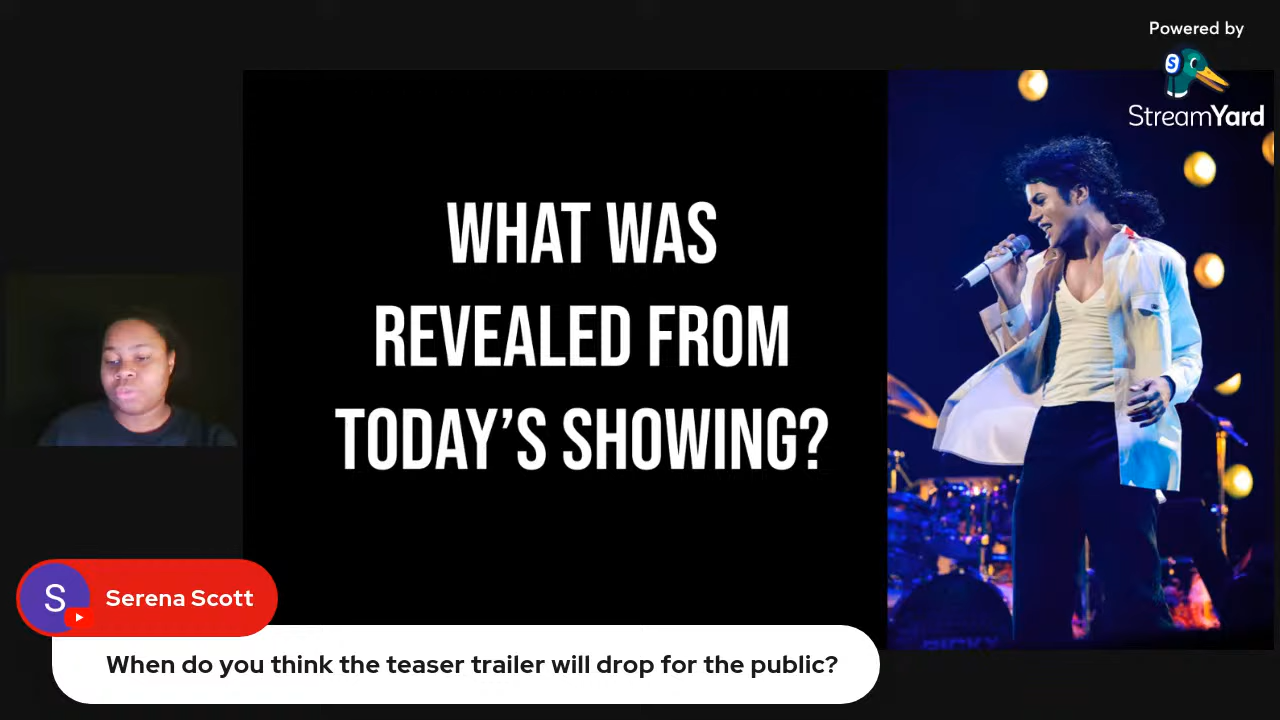 Powered by
StreamYard
WHAT WAS
REVEALED FROM
TODAY’S SHOWING?
S
Serena Scott
When do you think the teaser trailer will drop for the public?